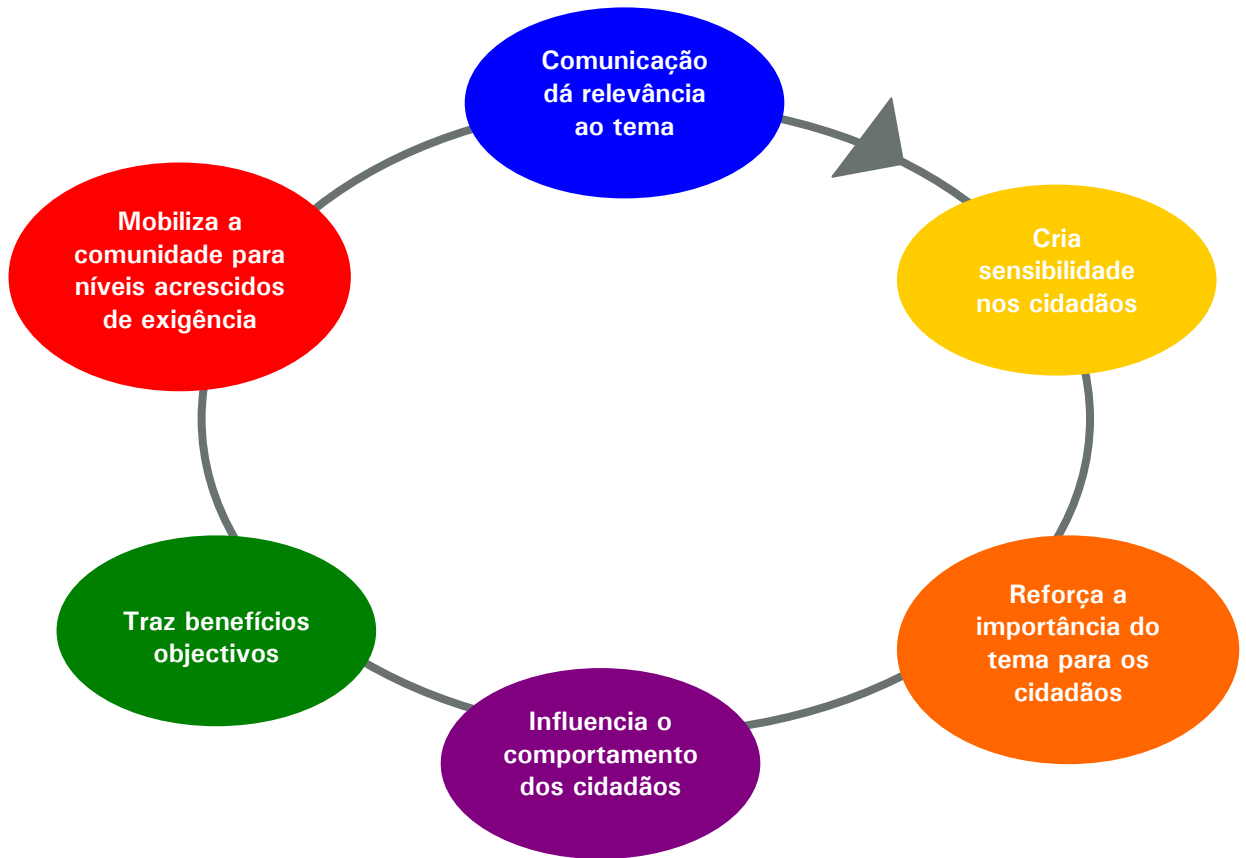 Comunicação
dá relevância
ao tema
Cria
sensibilidade
nos cidadãos
Reforça a
importância do
tema para os
cidadãos
Influencia o
comportamento
dos cidadãos
Traz benefícios
objectivos
Mobiliza a
comunidade para
níveis acrescidos
de exigência